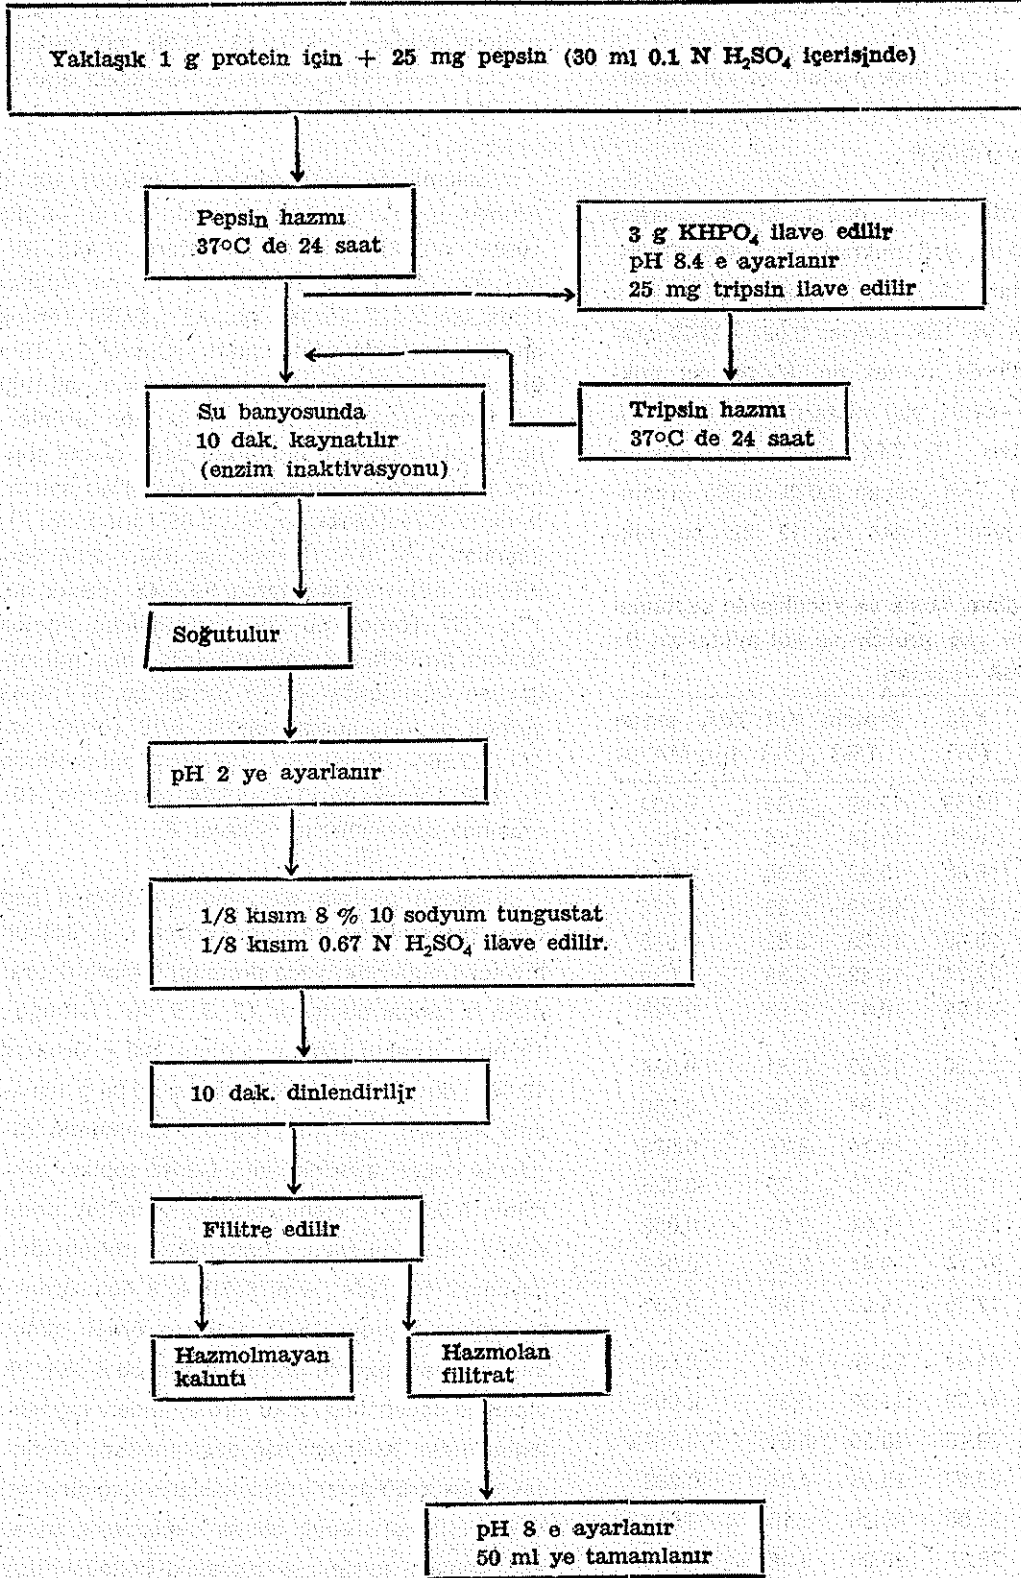 Yaklaşık 1 g protein için + 25 mg pepsin (30 ml 0.1 N H₂SO₄ içerisinde)
Pepsin hazmı
37°C de 24 saat
3 g KHPO₄ ilave edilir
pH 8.4 e ayarlanır
25 mg tripsin ilave edilir
Su banyosunda
10 dak. kaynatılır
(enzim inaktivasyonu)
Tripsin hazmı
37°C de 24 saat
Soğutulur
pH 2 ye ayarlanır
1/8 kısım 8 % 10 sodyum tungustat
1/8 kısım 0.67 N H₂SO₄ ilave edilir.
10 dak. dinlendirilir
Filitre edilir
Hazmolmayan
kalıntı
Hazmolan
filitrat
pH 8 e ayarlanır
50 ml ye tamamlanır